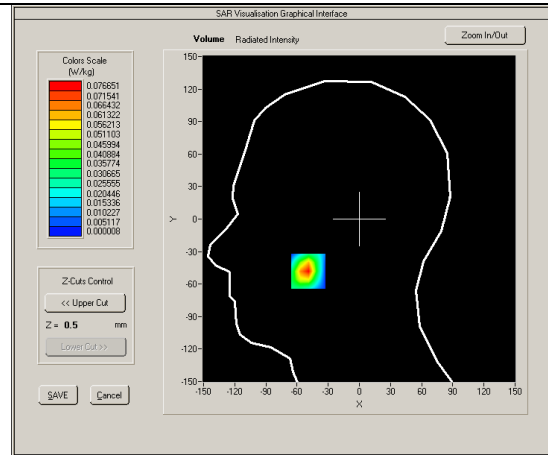 SAR Visualisation Graphical Interface
Volume Radiated Intensity
Zoom In/Out
Colors Scale
(W/kg)
0.076651
0.071541
0.066432
0.061322
0.056213
0.051103
0.045994
0.040884
0.035774
0.030665
0.025555
0.020446
0.015336
0.010227
0.005117
0.000008
Z-Cuts Control
<< Upper Cut
Z = 0.5 mm
Lower Cut >>
SAVE Cancel
150
120
90
60
30
0
-30
-60
-90
-120
-150
Y
-150 -120 -90 -60 -30 0 30 60 90 120 150
X